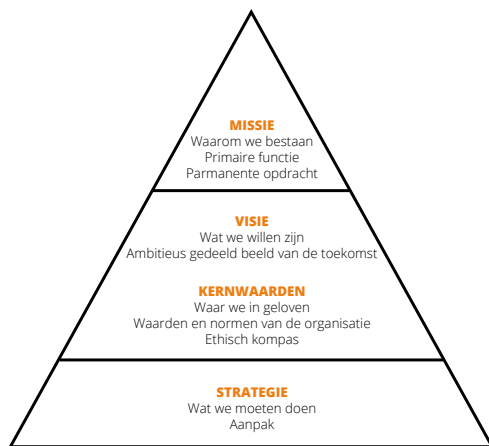 MISSIE
Waarom we bestaan
Primaire functie
Parmanente opdracht
VISIE
Wat we willen zijn
Ambitieus gedeeld beeld van de toekomst
KERNWAARDEN
Waar we in geloven
Waarden en normen van de organisatie
Ethisch kompas
STRATEGIE
Wat we moeten doen
Aanpak